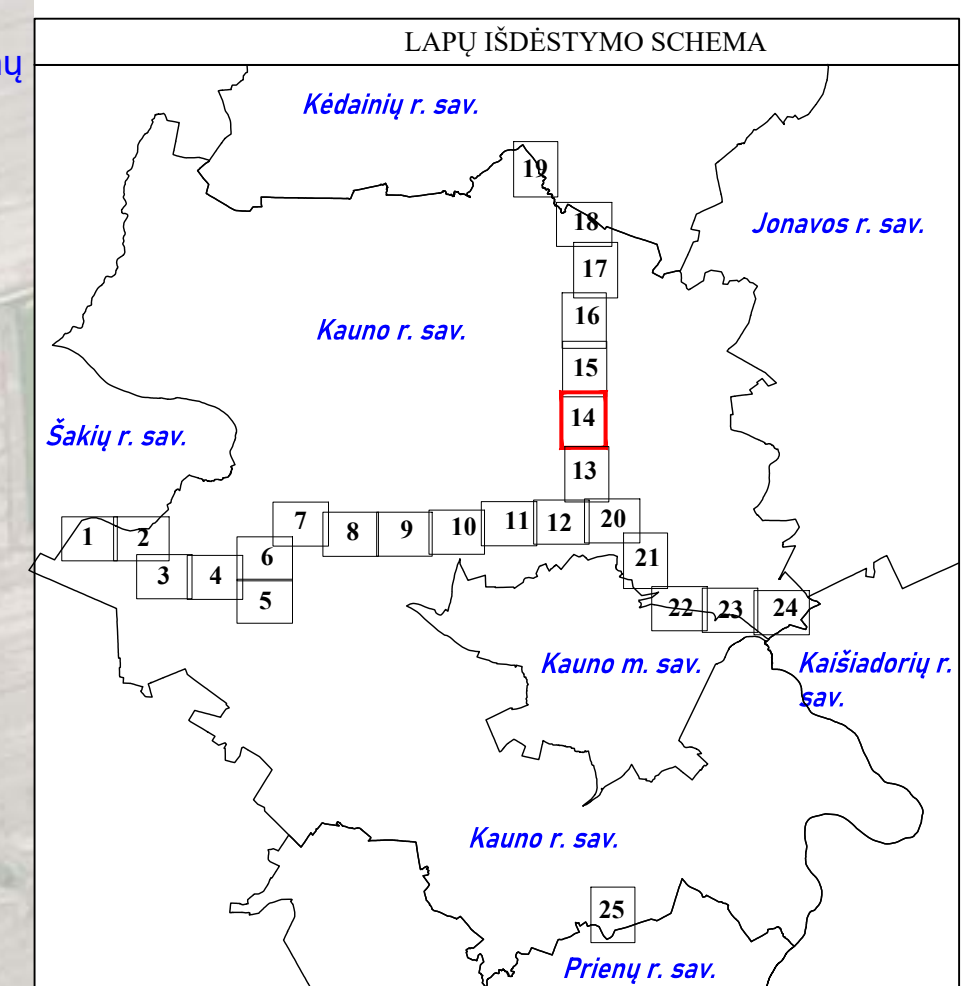 LAPŲ IŠDĖSTYMO SCHEMA
Kėdainių r. sav.
19
18
Jonavos r. sav.
17
16
Kauno r. sav.
15
14
Šakių r. sav.
13
1
2
3
4
5
6
7
8
9
10
11
12
20
21
22
23
24
Kauno m. sav.
Kaišiadorių r.
sav.
Kauno r. sav.
25
Prienų r. sav.